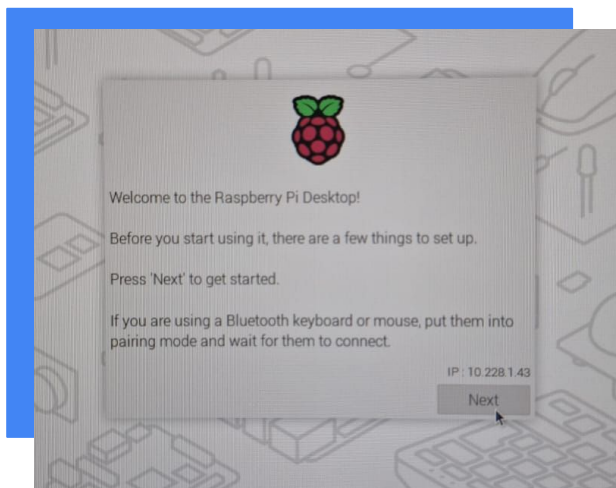 Welcome to the Raspberry Pi Desktop!
Before you start using it, there are a few things to set up.
Press 'Next' to get started.
If you are using a Bluetooth keyboard or mouse, put them into
pairing mode and wait for them to connect.
IP : 10.228.1.43
Next